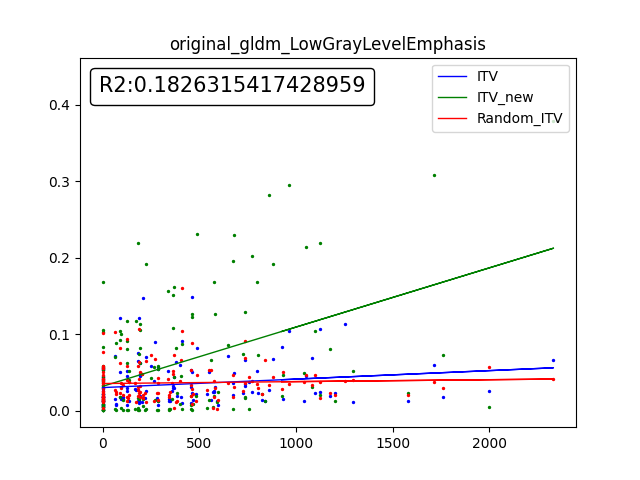 original_gldm_LowGrayLevelEmphasis
R2:0.1826315417428959
ITV
ITV_new
Random_ITV
0.4
0.3
0.2
0.1
0.0
0 500 1000 1500 2000